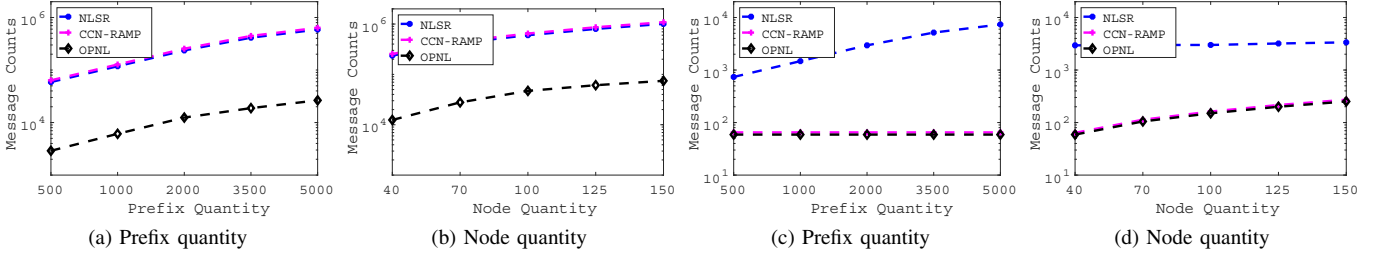 Message Counts
10^6
10^4
NLSR
CCN-RAMP
OPNL
500 1000 2000 3500 5000
Prefix Quantity
(a) Prefix quantity
Message Counts
10^6
10^4
NLSR
CCN-RAMP
OPNL
40 70 100 125 150
Node Quantity
(b) Node quantity
Message Counts
10^4
10^3
10^2
10^1
NLSR
CCN-RAMP
OPNL
500 1000 2000 3500 5000
Prefix Quantity
(c) Prefix quantity
Message Counts
10^4
10^3
10^2
10^1
NLSR
CCN-RAMP
OPNL
40 70 100 125 150
Node Quantity
(d) Node quantity